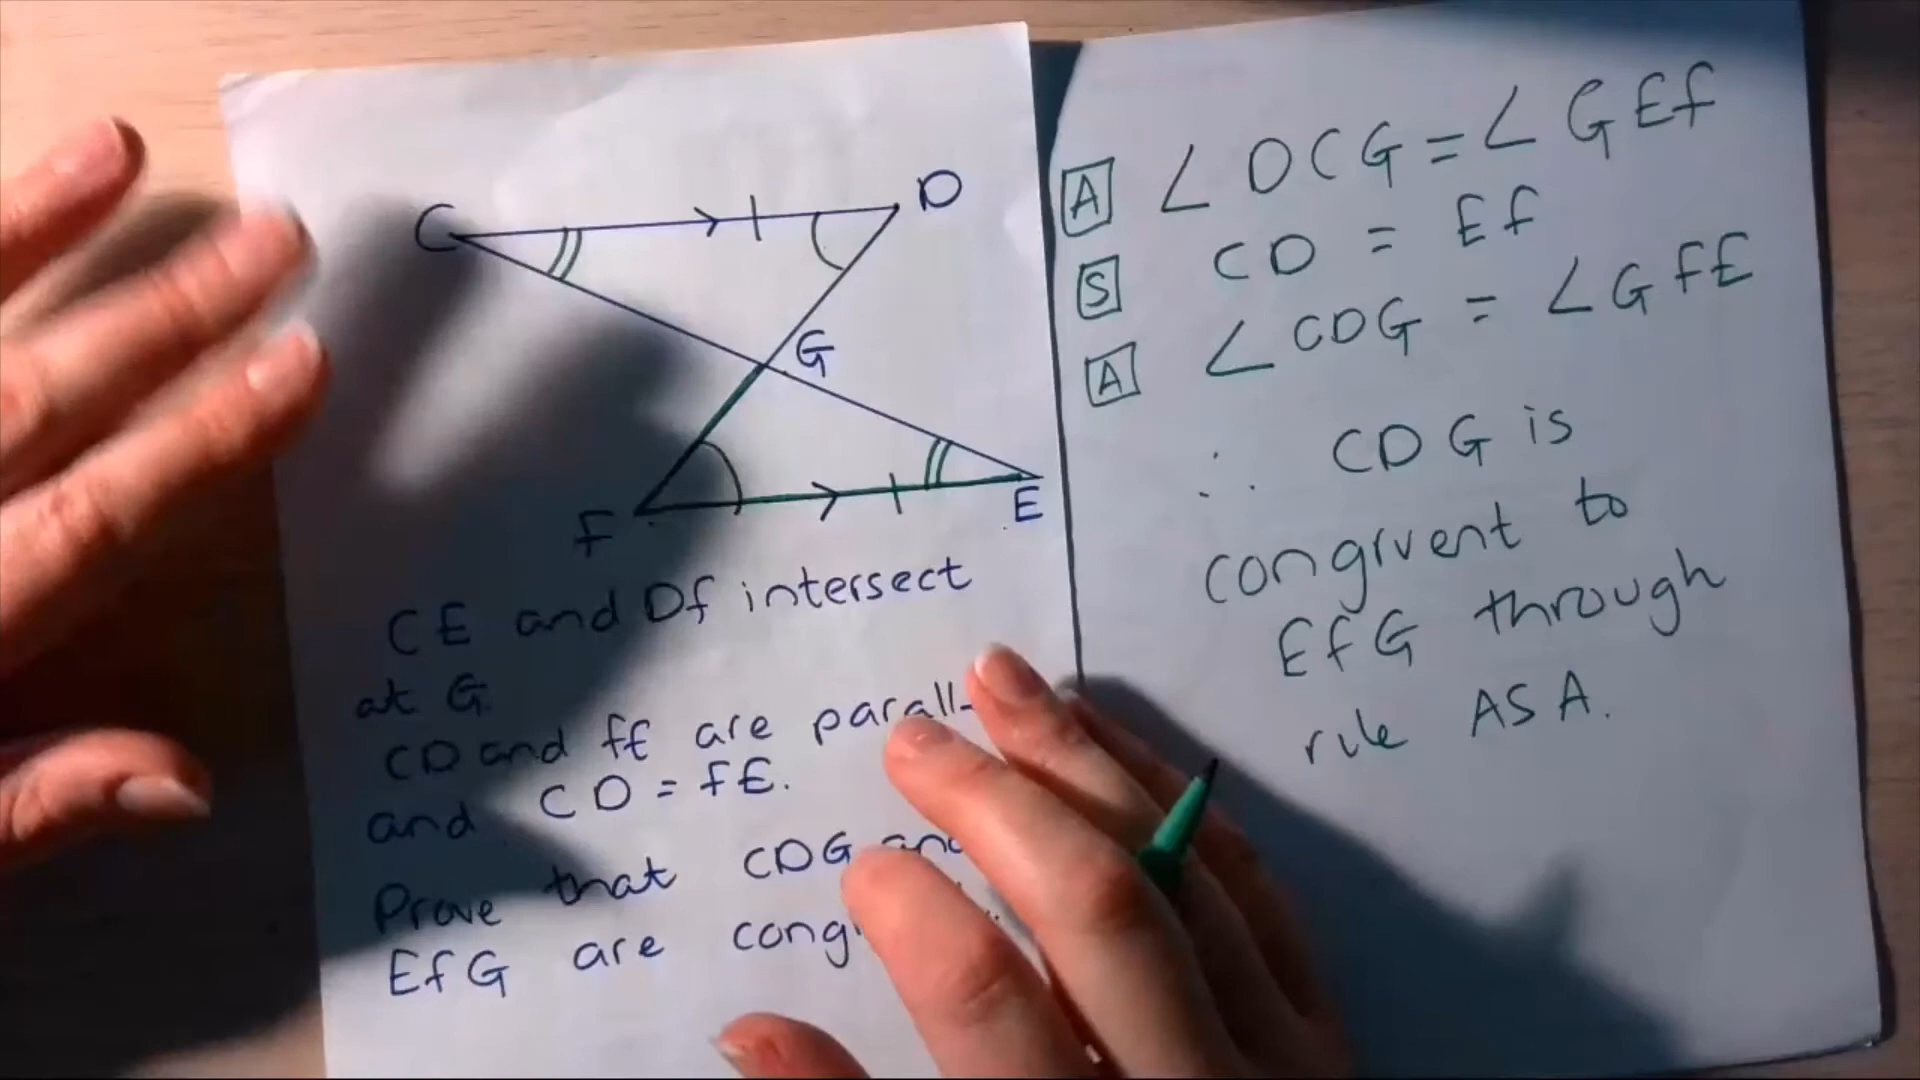 C
D
G
F
E
CE and Df intersect
at G.
CD and fE are parall-
and CD = fE.
Prove that CDG and
EfG are
A ∠DCG = ∠GEf
S CD = Ef
A ∠CDG = ∠GfE
∴ CDG is
congruent to
EfG through
rule ASA.